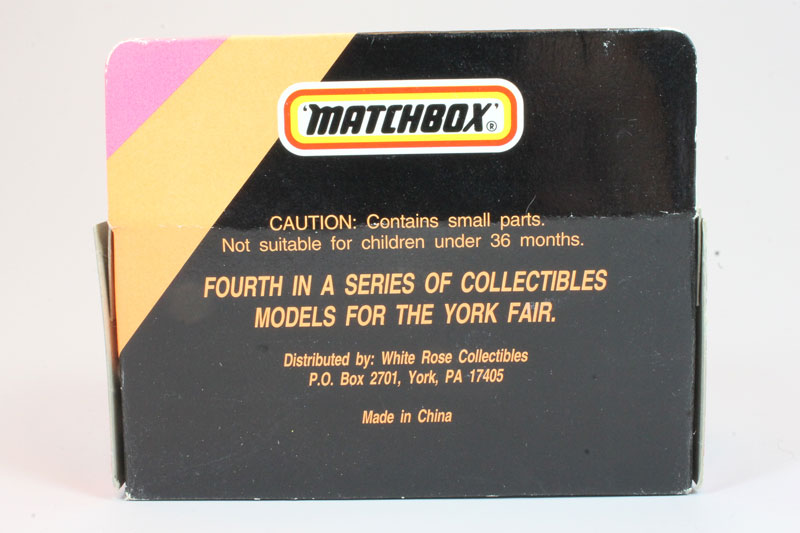 "MATCHBOX"®
CAUTION: Contains small parts.
Not suitable for children under 36 months.
FOURTH IN A SERIES OF COLLECTIBLES
MODELS FOR THE YORK FAIR.
Distributed by: White Rose Collectibles
P.O. Box 2701, York, PA 17405
Made in China